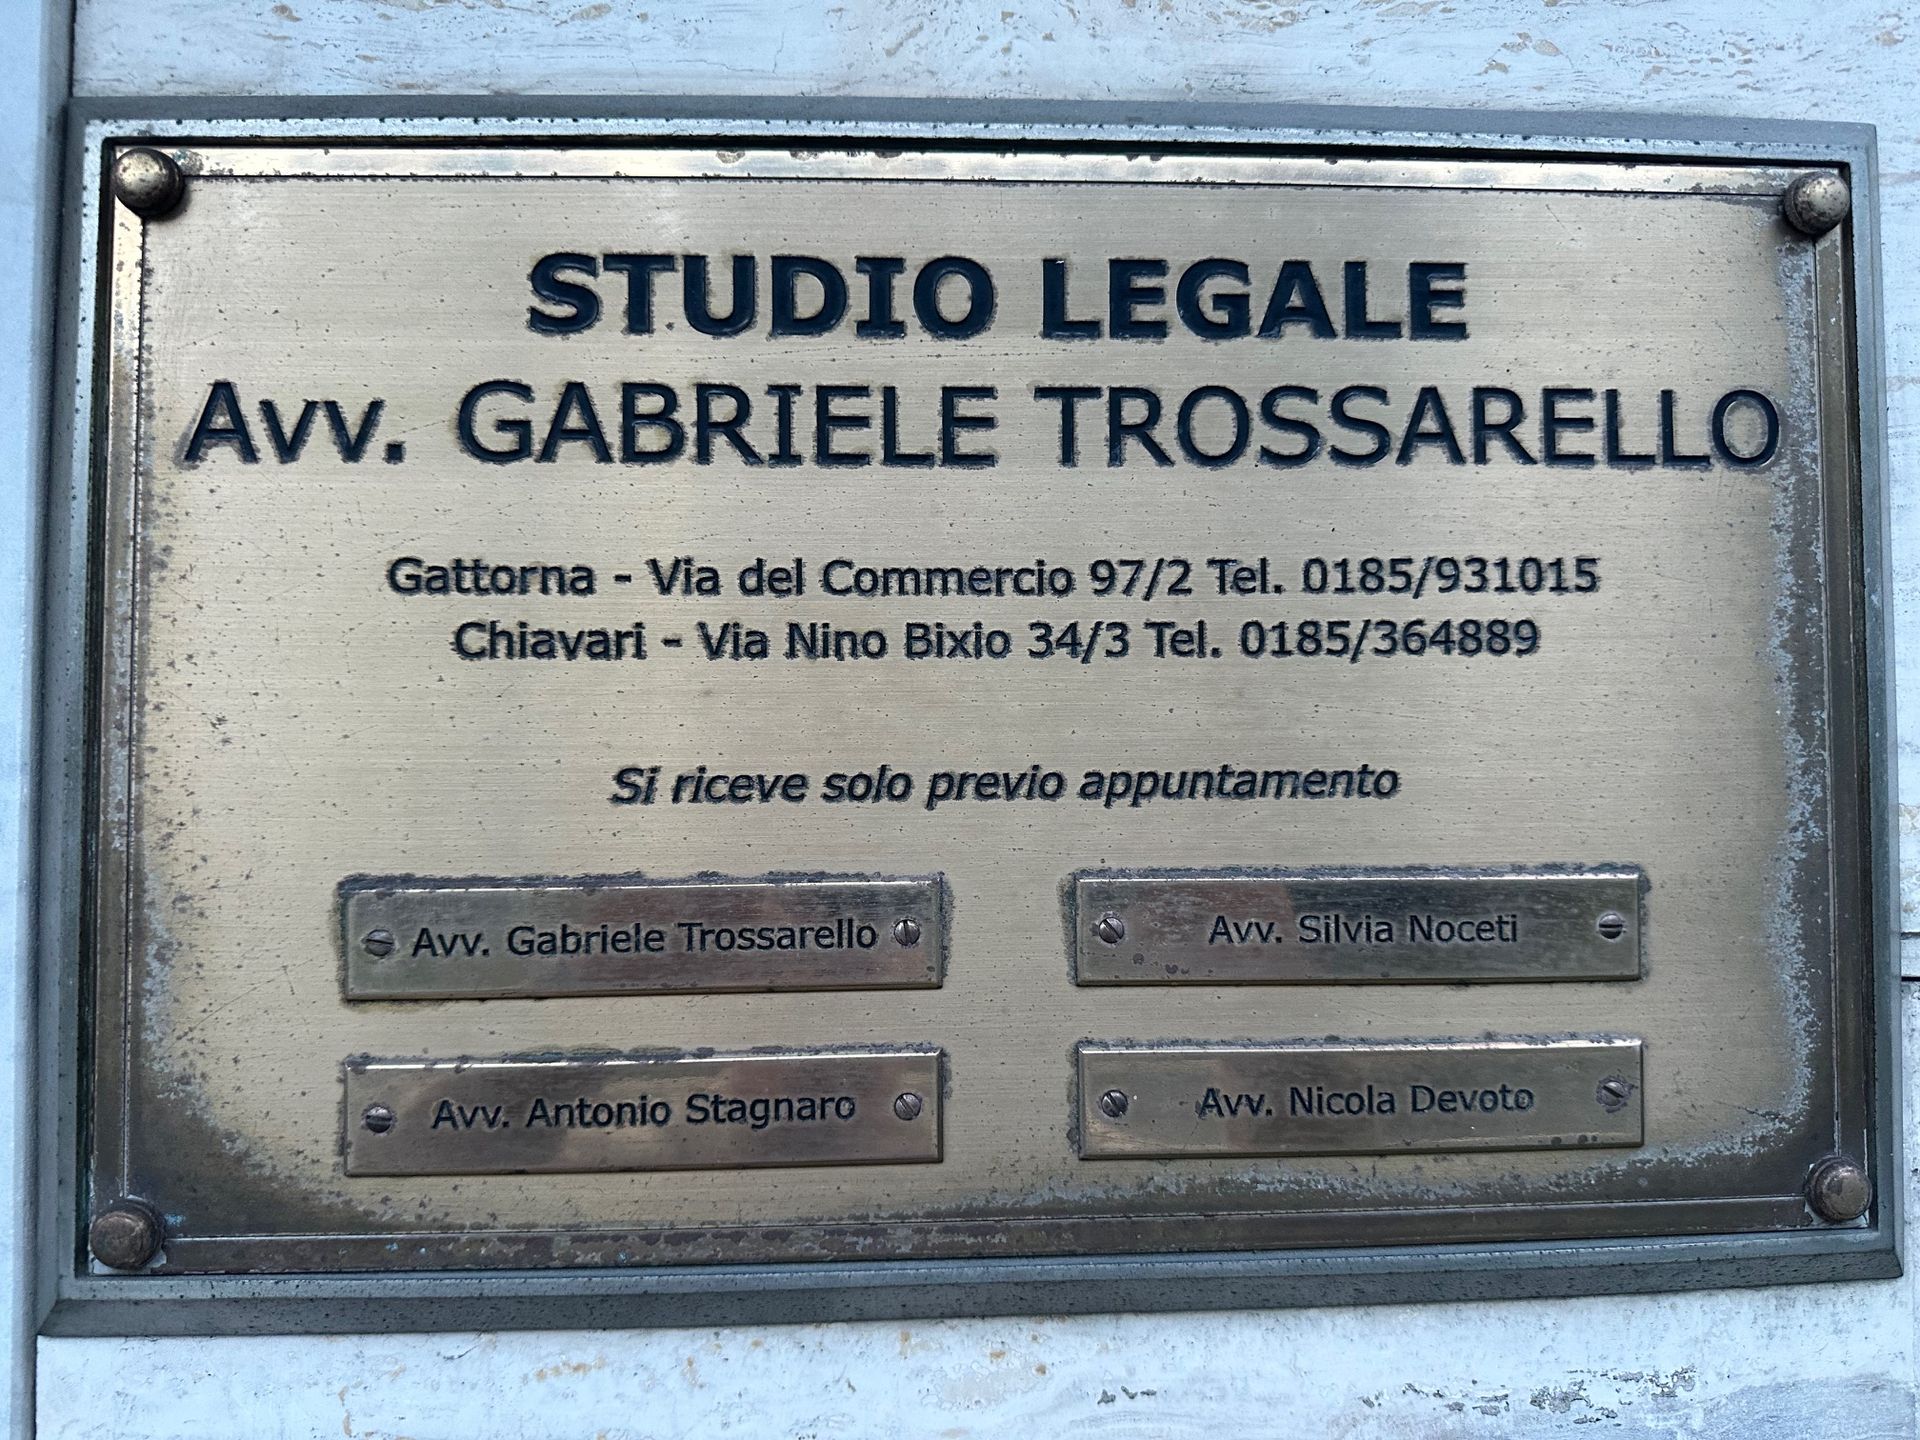 STUDIO LEGALE
Avv. GABRIELE TROSSARELLO
Gattorna - Via del Commercio 97/2 Tel. 0185/931015
Chiavari - Via Nino Bixio 34/3 Tel. 0185/364889
Si riceve solo previo appuntamento
Avv. Gabriele Trossarello
Avv. Silvia Noceti
Avv. Antonio Stagnaro
Avv. Nicola Devoto